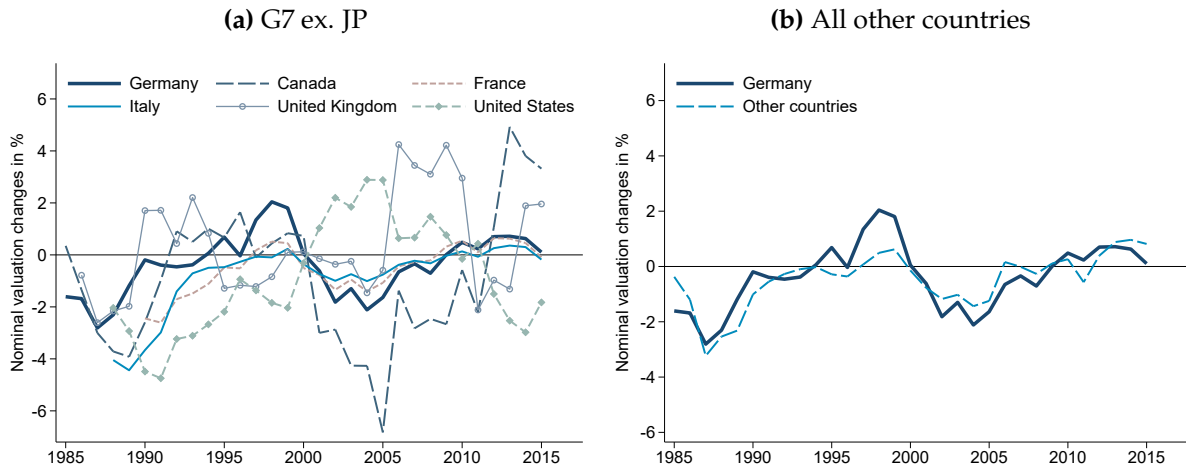 (a) G7 ex. JP
Nominal valuation changes in %
Germany Canada France
Italy United Kingdom United States
6
4
2
0
-2
-4
-6
1985 1990 1995 2000 2005 2010 2015
(b) All other countries
Nominal valuation changes in %
Germany
Other countries
6
4
2
0
-2
-4
-6
1985 1990 1995 2000 2005 2010 2015